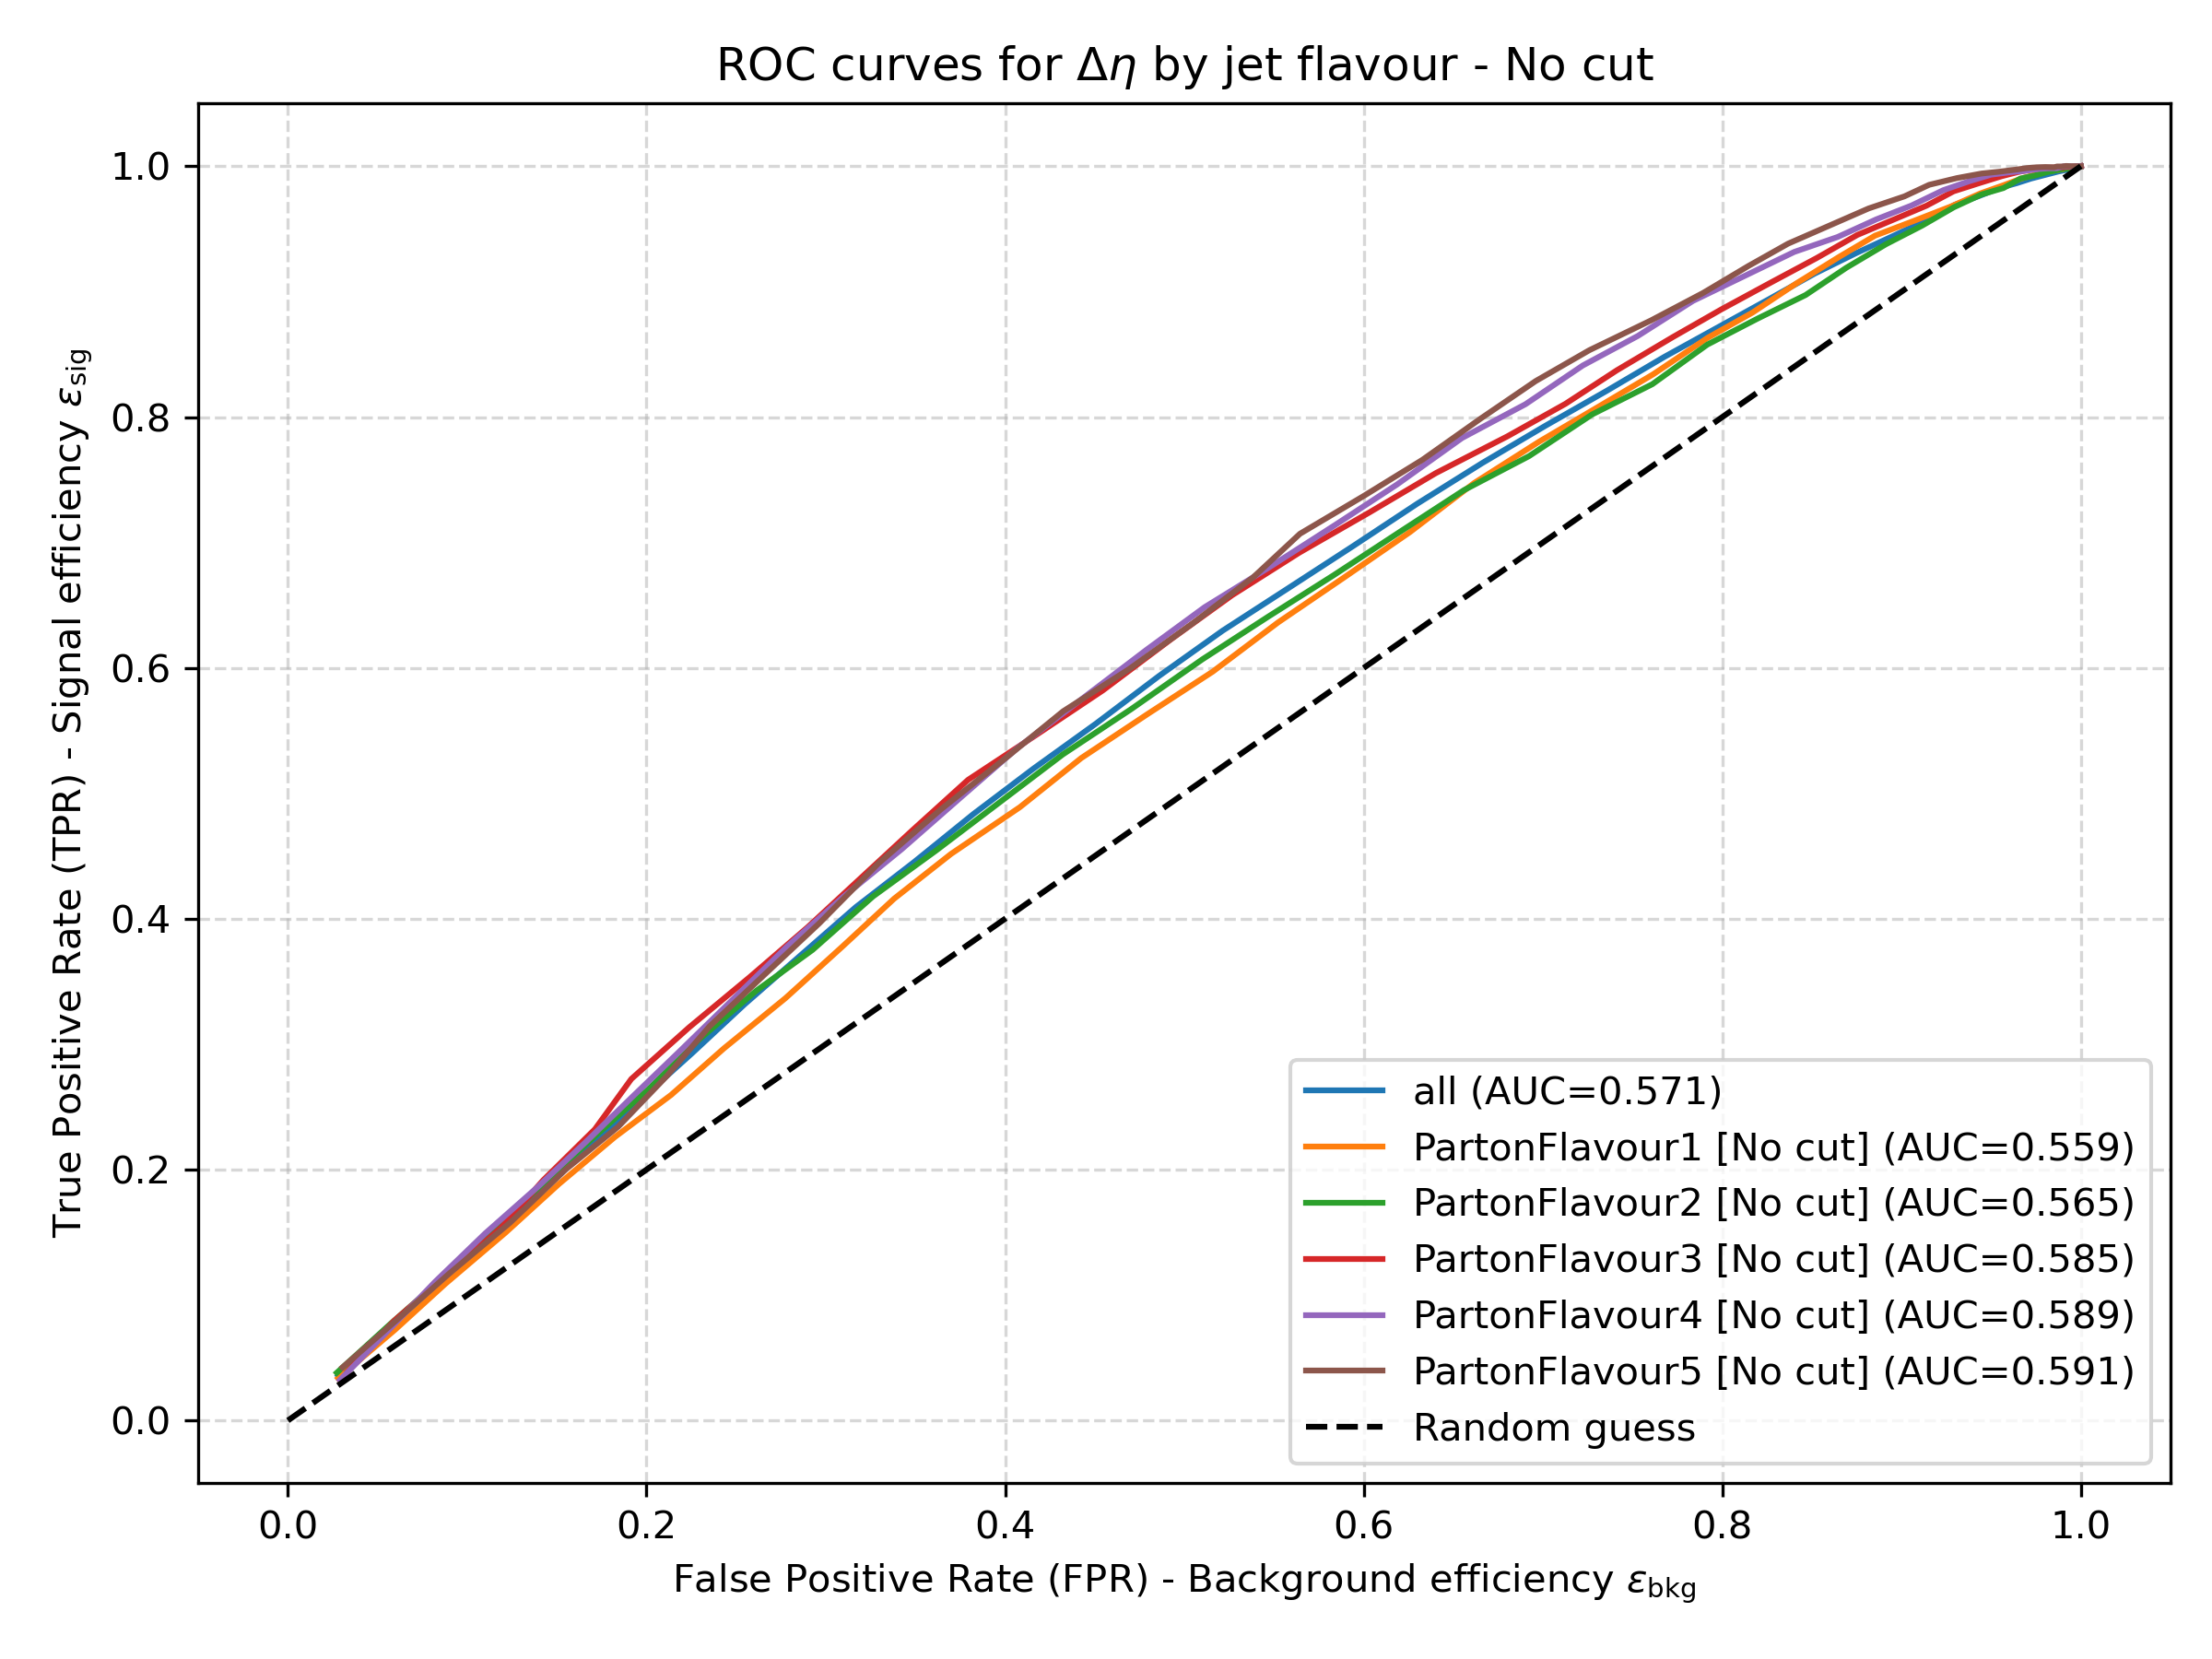 ROC curves for Δη by jet flavour - No cut
True Positive Rate (TPR) - Signal efficiency ε_sig
1.0
0.8
0.6
0.4
0.2
0.0
all (AUC=0.571)
PartonFlavour1 [No cut] (AUC=0.559)
PartonFlavour2 [No cut] (AUC=0.565)
PartonFlavour3 [No cut] (AUC=0.585)
PartonFlavour4 [No cut] (AUC=0.589)
PartonFlavour5 [No cut] (AUC=0.591)
Random guess
0.0 0.2 0.4 0.6 0.8 1.0
False Positive Rate (FPR) - Background efficiency ε_bkg